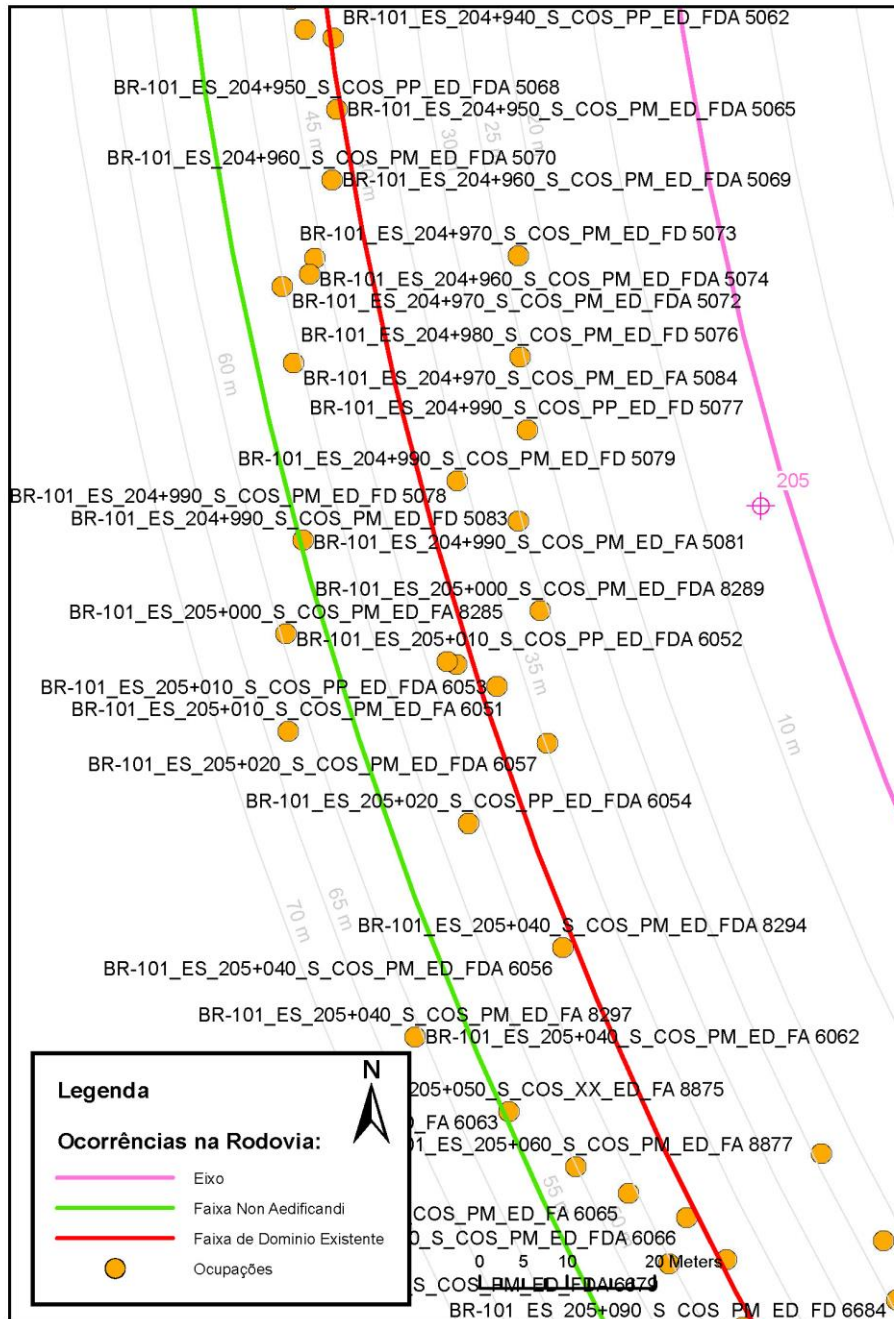 BR-101_ES_204+940_S_COS_PP_ED_FDA 5062
BR-101_ES_204+950_S_COS_PP_ED_FDA 5068
BR-101_ES_204+950_S_COS_PM_ED_FDA 5065
20 m
25
30
45 m
BR-101_ES_204+960_S_COS_PM_ED_FDA 5070
BR-101_ES_204+960_S_COS_PM_ED_FDA 5069
BR-101_ES_204+970_S_COS_PM_ED_FD 5073
BR-101_ES_204+960_S_COS_PM_ED_FDA 5074
BR-101_ES_204+970_S_COS_PM_ED_FDA 5072
BR-101_ES_204+980_S_COS_PM_ED_FD 5076
60 m
BR-101_ES_204+970_S_COS_PM_ED_FA 5084
BR-101_ES_204+990_S_COS_PP_ED_FD 5077
BR-101_ES_204+990_S_COS_PM_ED_FD 5079
205
BR-101_ES_204+990_S_COS_PM_ED_FD 5078
BR-101_ES_204+990_S_COS_PM_ED_FD 5083
BR-101_ES_204+990_S_COS_PM_ED_FA 5081
BR-101_ES_205+000_S_COS_PM_ED_FDA 8289
BR-101_ES_205+000_S_COS_PM_ED_FA 8285
BR-101_ES_205+010_S_COS_PP_ED_FDA 6052
35 m
BR-101_ES_205+010_S_COS_PP_ED_FDA 6053
BR-101_ES_205+010_S_COS_PM_ED_FA 6051
10 m
BR-101_ES_205+020_S_COS_PM_ED_FDA 6057
BR-101_ES_205+020_S_COS_PP_ED_FDA 6054
65 m
70 m
BR-101_ES_205+040_S_COS_PM_ED_FDA 8294
BR-101_ES_205+040_S_COS_PM_ED_FDA 6056
BR-101_ES_205+040_S_COS_PM_ED_FA 8297
BR-101_ES_205+040_S_COS_PM_ED_FA 6062
205+050_S_COS_XX_ED_FA 8875
FA 6063
ES_205+060_S_COS_PM_ED_FA 8877
55
COS_PM_ED_FA 6065
S_COS_PM_ED_FDA 6066
S_COS_PM_ED_FDA 6679
BR-101_ES_205+090_S_COS_PM_ED_FD 6684
0 5 10 20 Meters
N
Legenda
Ocorrências na Rodovia:
Eixo
Faixa Non Aedificandi
Faixa de Dominio Existente
Ocupações